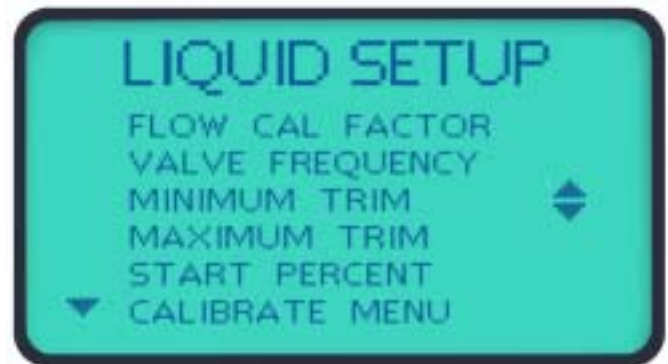 LIQUID SETUP
FLOW CAL FACTOR
VALVE FREQUENCY
MINIMUM TRIM
MAXIMUM TRIM
START PERCENT
CALIBRATE MENU